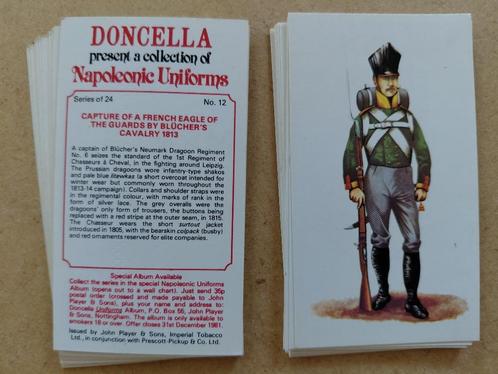 DONCELLA
present a collection of
Napoleonic Uniforms
Series of 24 No. 12
CAPTURE OF A FRENCH EAGLE OF
THE GUARDS BY BLÜCHER'S
CAVALRY 1813
A captain of Blücher's Neumark Dragoon Regiment
No. 6 seizes the standard of the 1st Regiment of
Chasseurs à Cheval, in the fighting around Leipzig.
The Prussian dragoons wore infantry-type shakos
and pale blue litewkas (a short overcoat intended for
winter wear but commonly worn throughout the
1813-14 campaign). Collars and shoulder straps were
in the regimental colour, with marks of rank in the
form of silver lace. The grey overalls were the
dragoons' only form of trousers, the buttons being
replaced with a red stripe at the outer seam, in 1815.
The Chasseur wears the short surtout jacket
introduced in 1805, with the bearskin colpack (busby)
and red ornaments reserved for elite companies.
Special Album Available
Collect the series in the special Napoleonic Uniforms
Album (opens out to a wall chart). Just send 35p
postal order (crossed and made payable to John
Player & Sons), plus your name and address to:
Doncella Uniforms Album, P.O. Box 56, John Player
& Sons, Nottingham. The album is only available to
smokers 18 or over. Offer closes 31st December 1981.
Issued by John Player & Sons, Imperial Tobacco
Ltd., in conjunction with Prescott-Pickup & Co. Ltd.